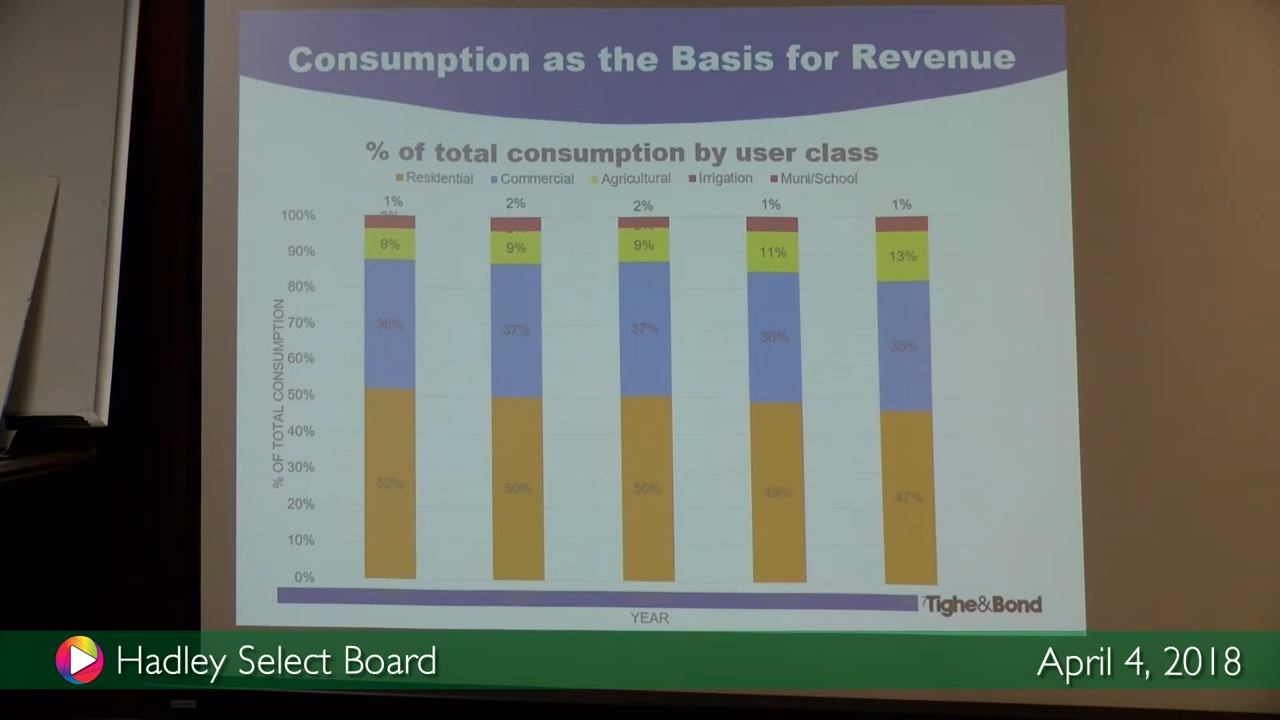 Consumption as the Basis for Revenue
% of total consumption by user class
Residential Commercial Agricultural Irrigation Muni/School
1% 2% 2% 1% 1%
100%
90%
80%
70%
60%
50%
40%
30%
20%
10%
0%
% OF TOTAL CONSUMPTION
9% 9% 9% 11% 13%
36% 37% 37% 36% 35%
52% 50% 50% 49% 47%
YEAR
Tighe&Bond
Hadley Select Board
April 4, 2018